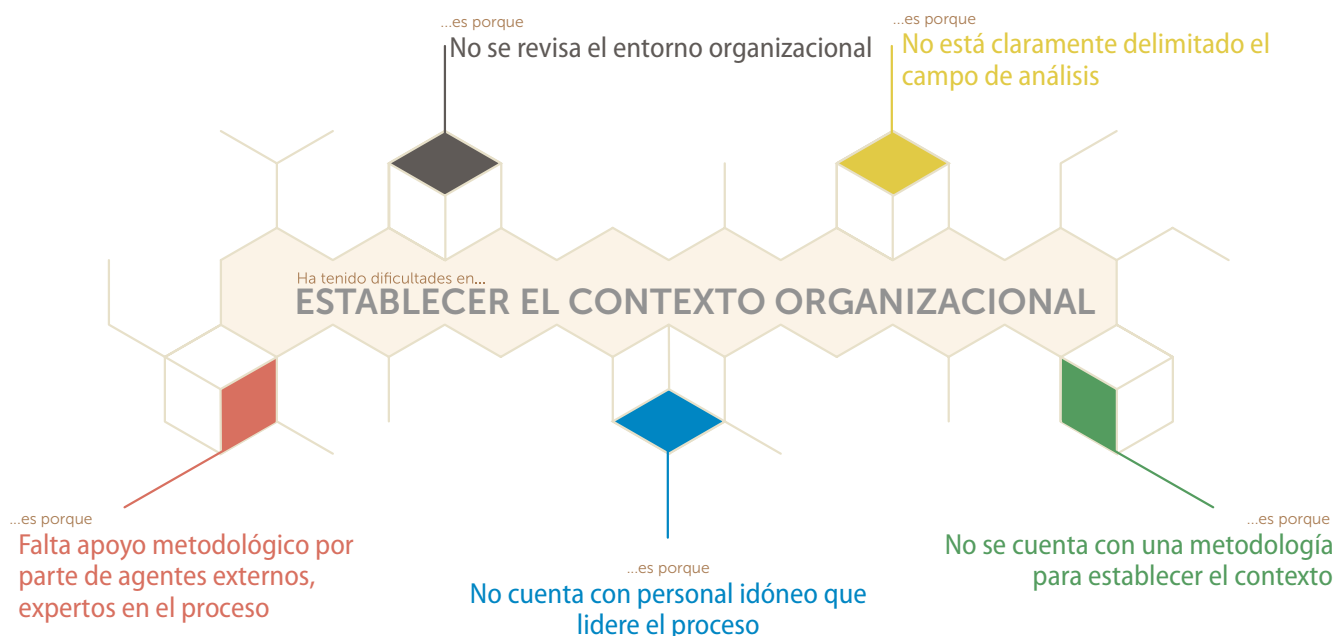 ...es porque
No se revisa el entorno organizacional
...es porque
No está claramente delimitado el
campo de análisis
Ha tenido dificultades en...
ESTABLECER EL CONTEXTO ORGANIZACIONAL
...es porque
Falta apoyo metodológico por
parte de agentes externos,
expertos en el proceso
...es porque
No cuenta con personal idóneo que
lidere el proceso
...es porque
No se cuenta con una metodología
para establecer el contexto